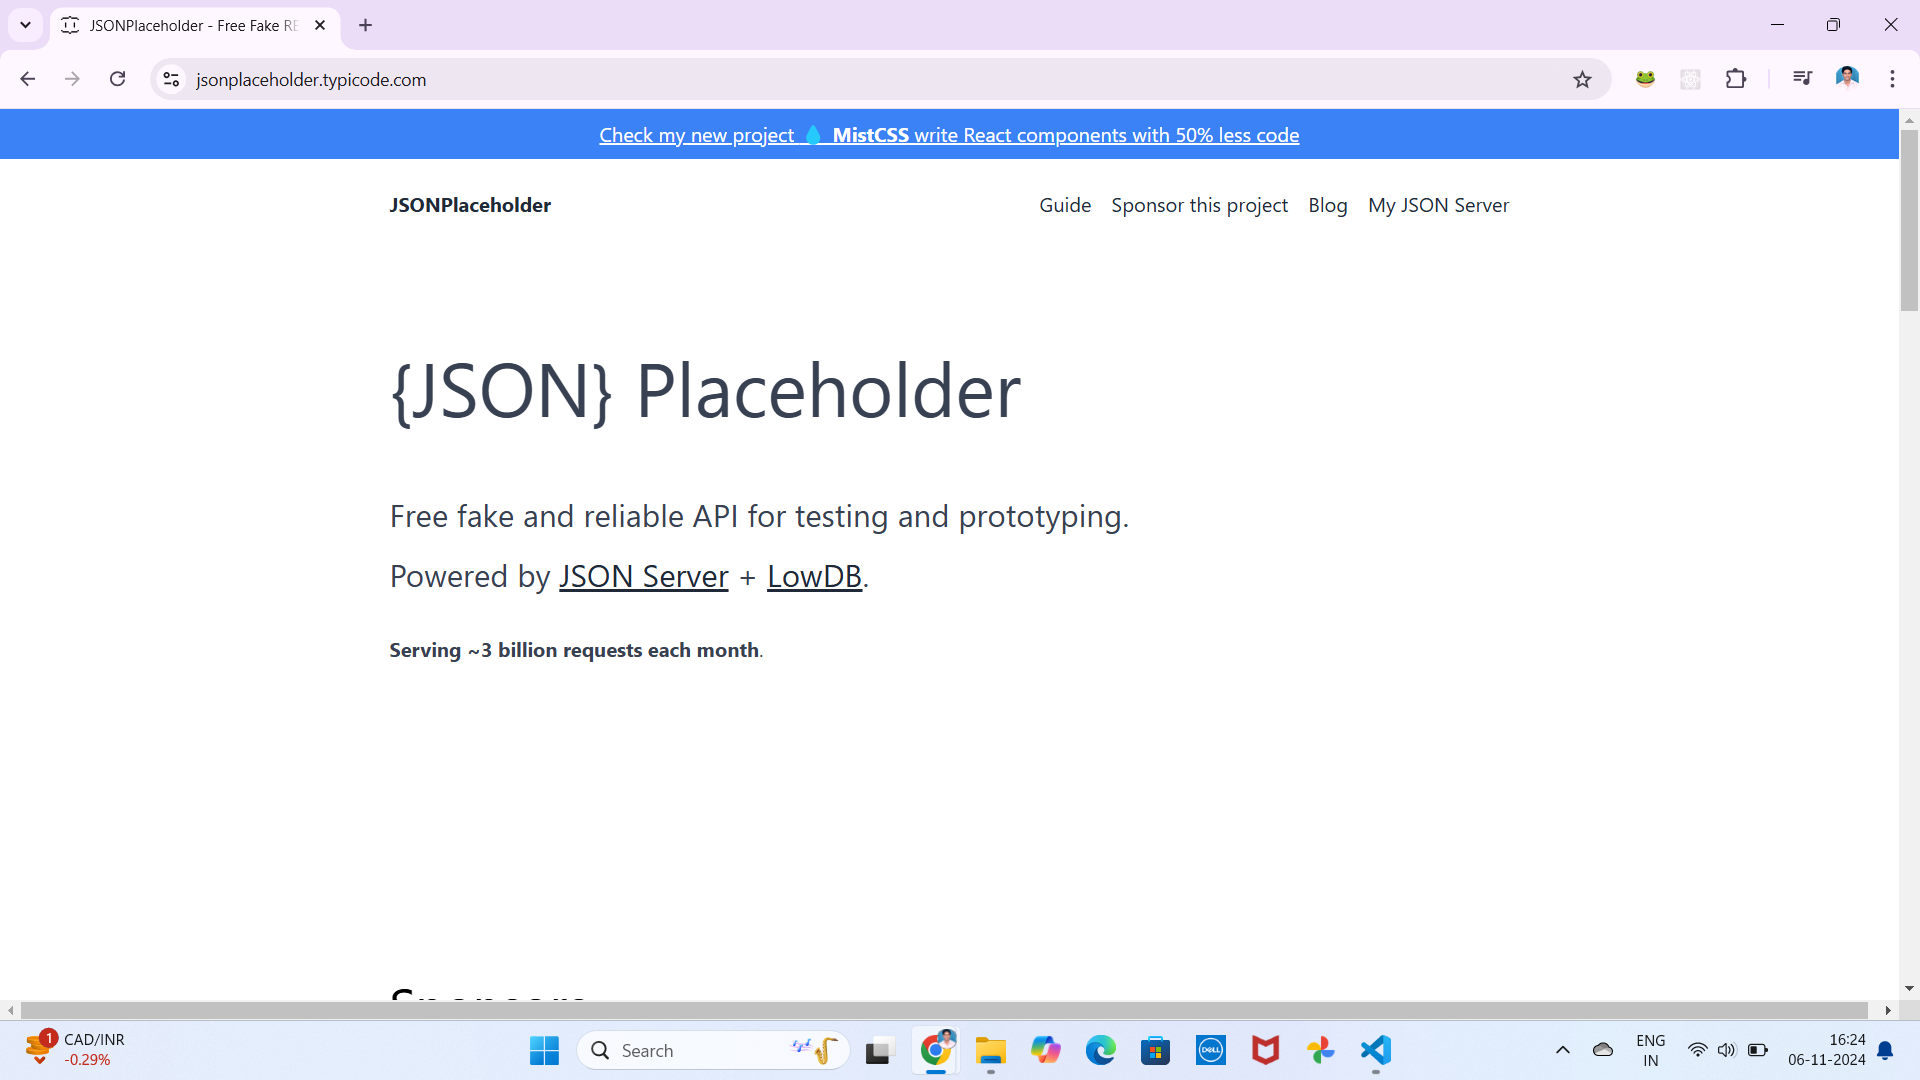 JSONPlaceholder - Free Fake RE
jsonplaceholder.typicode.com
Check my new project 💧 MistCSS write React components with 50% less code
JSONPlaceholder
Guide Sponsor this project Blog My JSON Server
{JSON} Placeholder
Free fake and reliable API for testing and prototyping.
Powered by JSON Server + LowDB.
Serving ~3 billion requests each month.
Sponsors
1
CAD/INR
-0.29%
Search
DELL
ENG
IN
16:24
06-11-2024